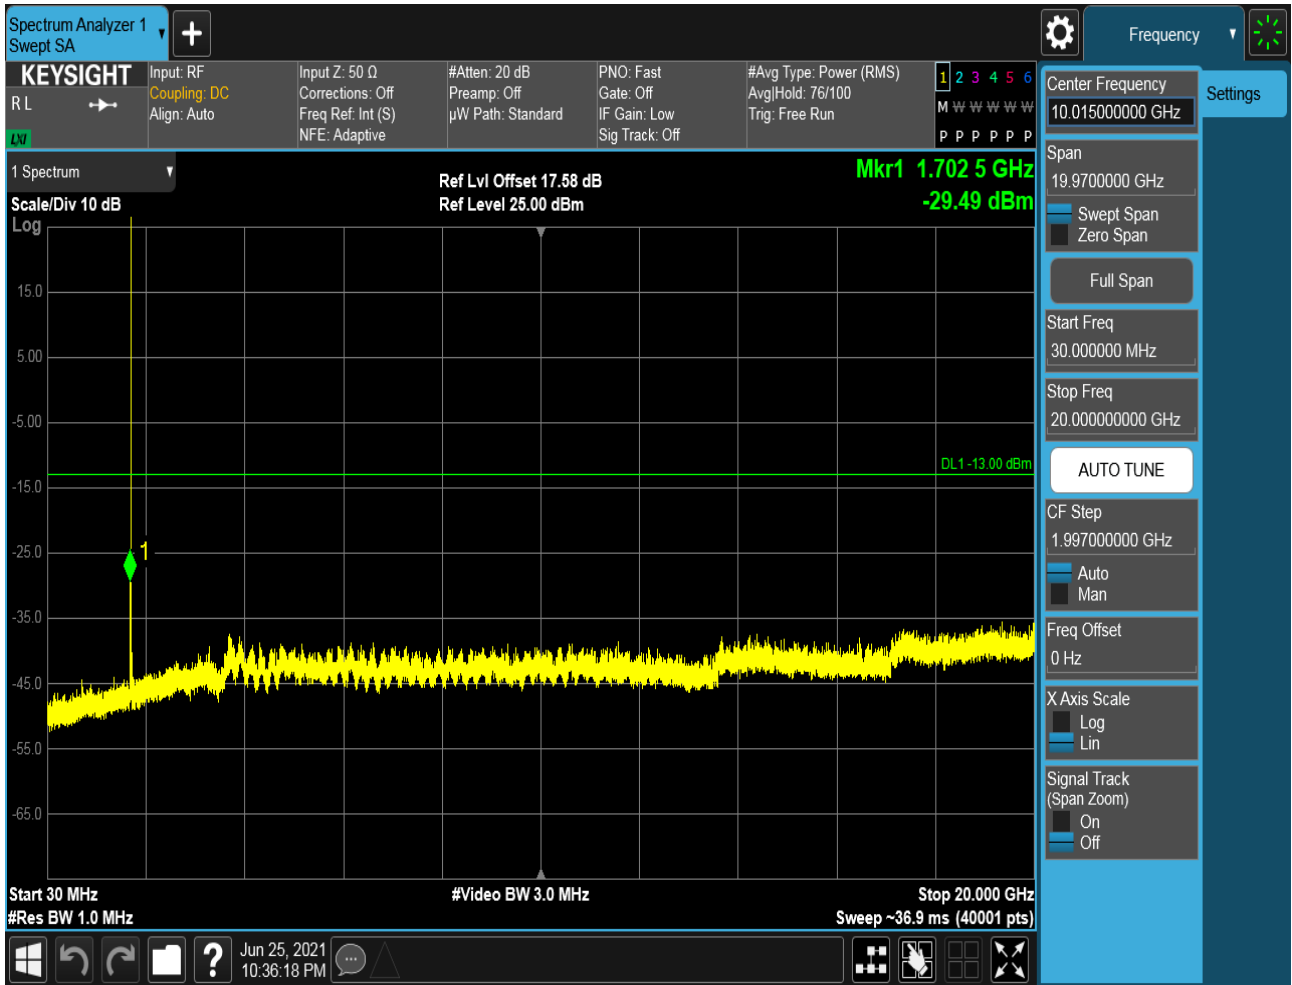 Spectrum Analyzer 1
Swept SA
Frequency
KEYSIGHT
R L
LXI
Input: RF
Coupling: DC
Align: Auto
Input Z: 50 Ω
Corrections: Off
Freq Ref: Int (S)
NFE: Adaptive
#Atten: 20 dB
Preamp: Off
µW Path: Standard
PNO: Fast
Gate: Off
IF Gain: Low
Sig Track: Off
#Avg Type: Power (RMS)
Avg|Hold: 76/100
Trig: Free Run
1 2 3 4 5 6
M W W W W W
P P P P P P
1 Spectrum
Scale/Div 10 dB
Log
Ref Lvl Offset 17.58 dB
Ref Level 25.00 dBm
Mkr1 1.702 5 GHz
-29.49 dBm
15.0
5.00
-5.00
DL1 -13.00 dBm
-15.0
1
-25.0
-35.0
-45.0
-55.0
-65.0
Start 30 MHz
#Video BW 3.0 MHz
Stop 20.000 GHz
#Res BW 1.0 MHz
Sweep ~36.9 ms (40001 pts)
Jun 25, 2021
10:36:18 PM
?
Center Frequency
10.015000000 GHz
Settings
Span
19.9700000 GHz
Swept Span
Zero Span
Full Span
Start Freq
30.000000 MHz
Stop Freq
20.000000000 GHz
AUTO TUNE
CF Step
1.997000000 GHz
Auto
Man
Freq Offset
0 Hz
X Axis Scale
Log
Lin
Signal Track
(Span Zoom)
On
Off